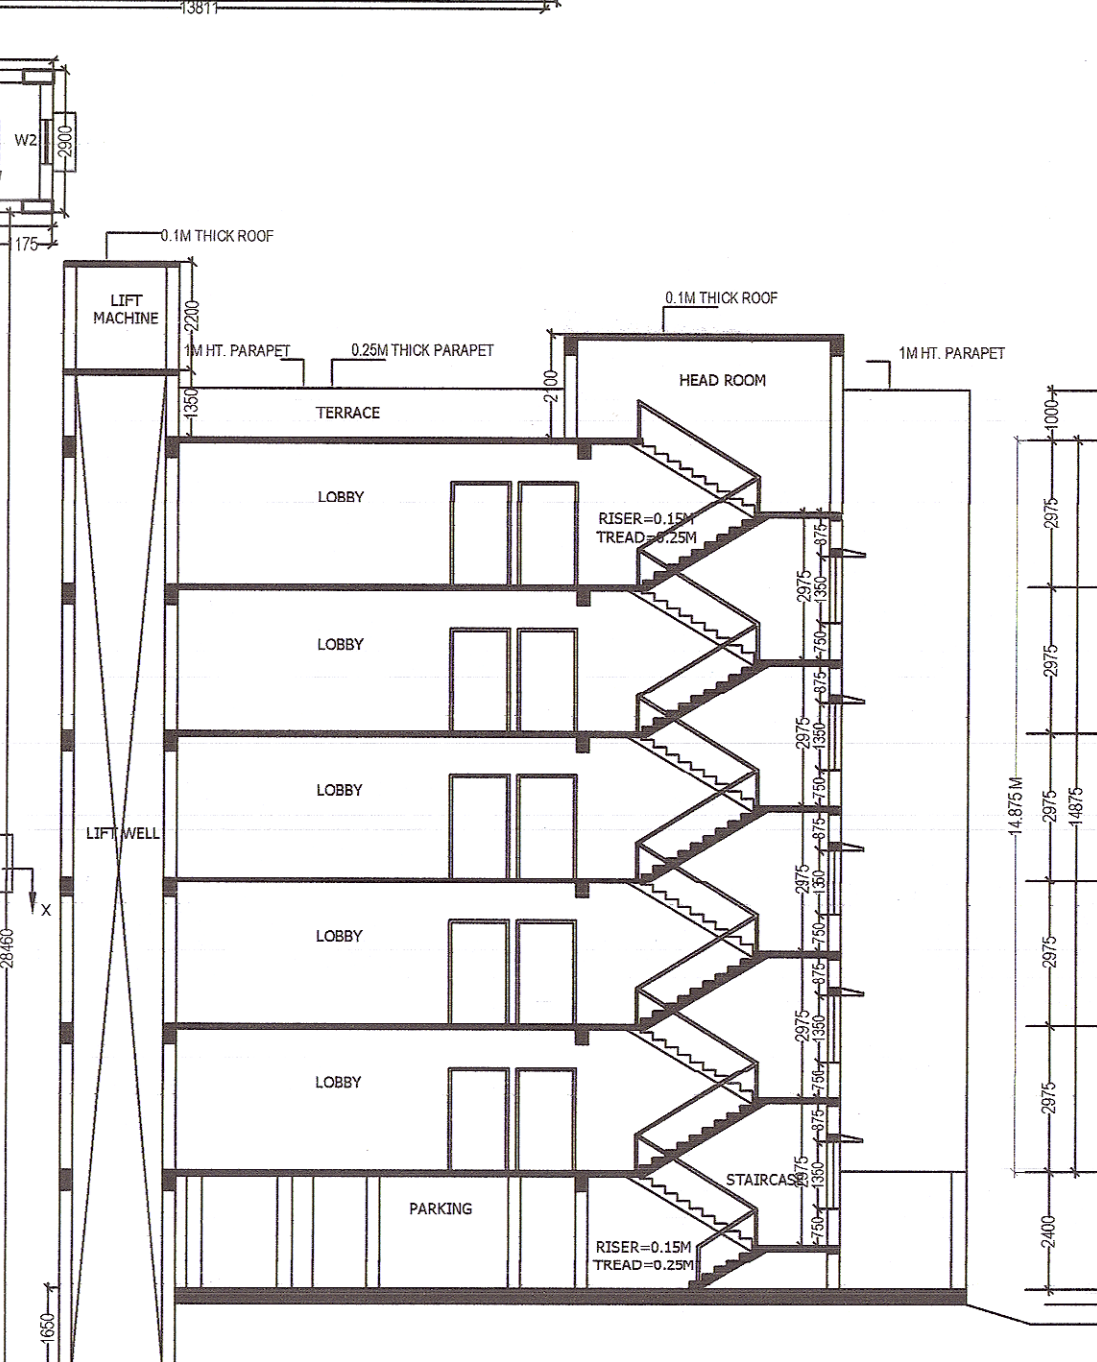 13811
W2
2900
175
0.1M THICK ROOF
LIFT
MACHINE
2200
0.1M THICK ROOF
1M HT. PARAPET
0.25M THICK PARAPET
1M HT. PARAPET
HEAD ROOM
2100
1350
TERRACE
1000
LOBBY
RISER=0.15M
TREAD=0.25M
875
2975
1350
2975
750
LOBBY
875
2975
1350
2975
750
LOBBY
875
14.875 M
2975
14875
LIFT WELL
2975
1350
X
750
LOBBY
28460
875
2975
2975
1350
750
LOBBY
875
2975
STAIRCASE
2975
1350
PARKING
750
2400
RISER=0.15M
TREAD=0.25M
1650